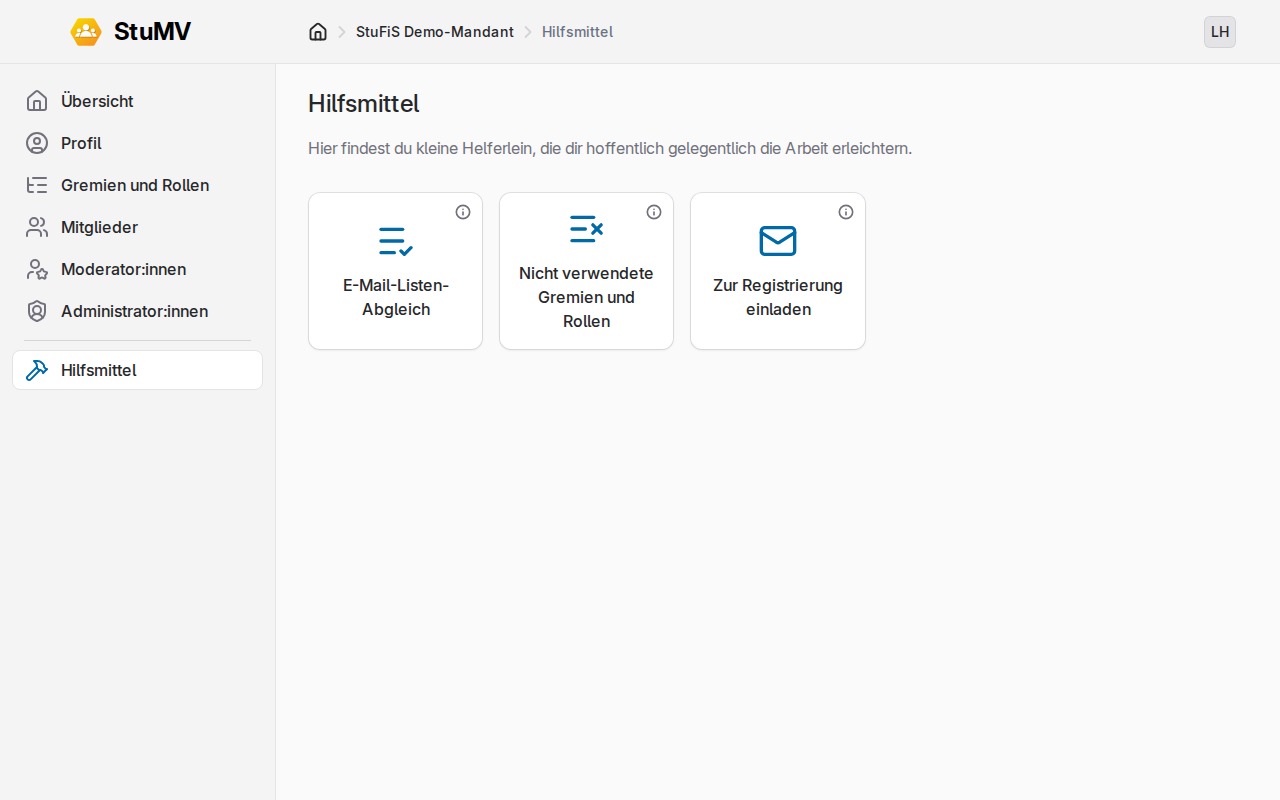 StuMV
StuFiS Demo-Mandant
Hilfsmittel
LH
Übersicht
Profil
Gremien und Rollen
Mitglieder
Moderator:innen
Administrator:innen
Hilfsmittel
Hilfsmittel
Hier findest du kleine Helferlein, die dir hoffentlich gelegentlich die Arbeit erleichtern.
E-Mail-Listen-
Abgleich
Nicht verwendete
Gremien und
Rollen
Zur Registrierung
einladen